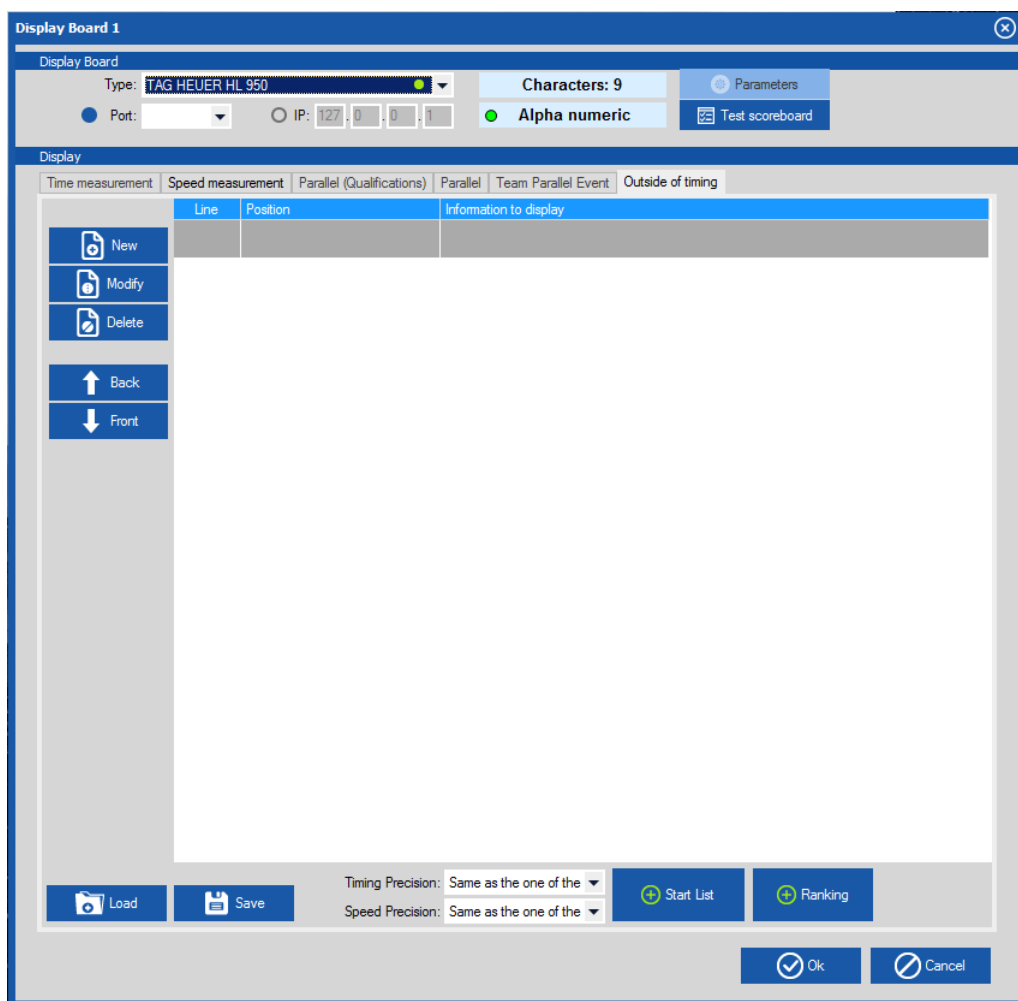 Display Board 1
Display Board
Type: TAG HEUER HL 950
Characters: 9
Parameters
Port:
IP: 127 . 0 . 0 . 1
Alpha numeric
Test scoreboard
Display
Time measurement Speed measurement Parallel (Qualifications) Parallel Team Parallel Event Outside of timing
Line Position Information to display
New
Modify
Delete
Back
Front
Load
Save
Timing Precision: Same as the one of the
Speed Precision: Same as the one of the
Start List
Ranking
Ok
Cancel